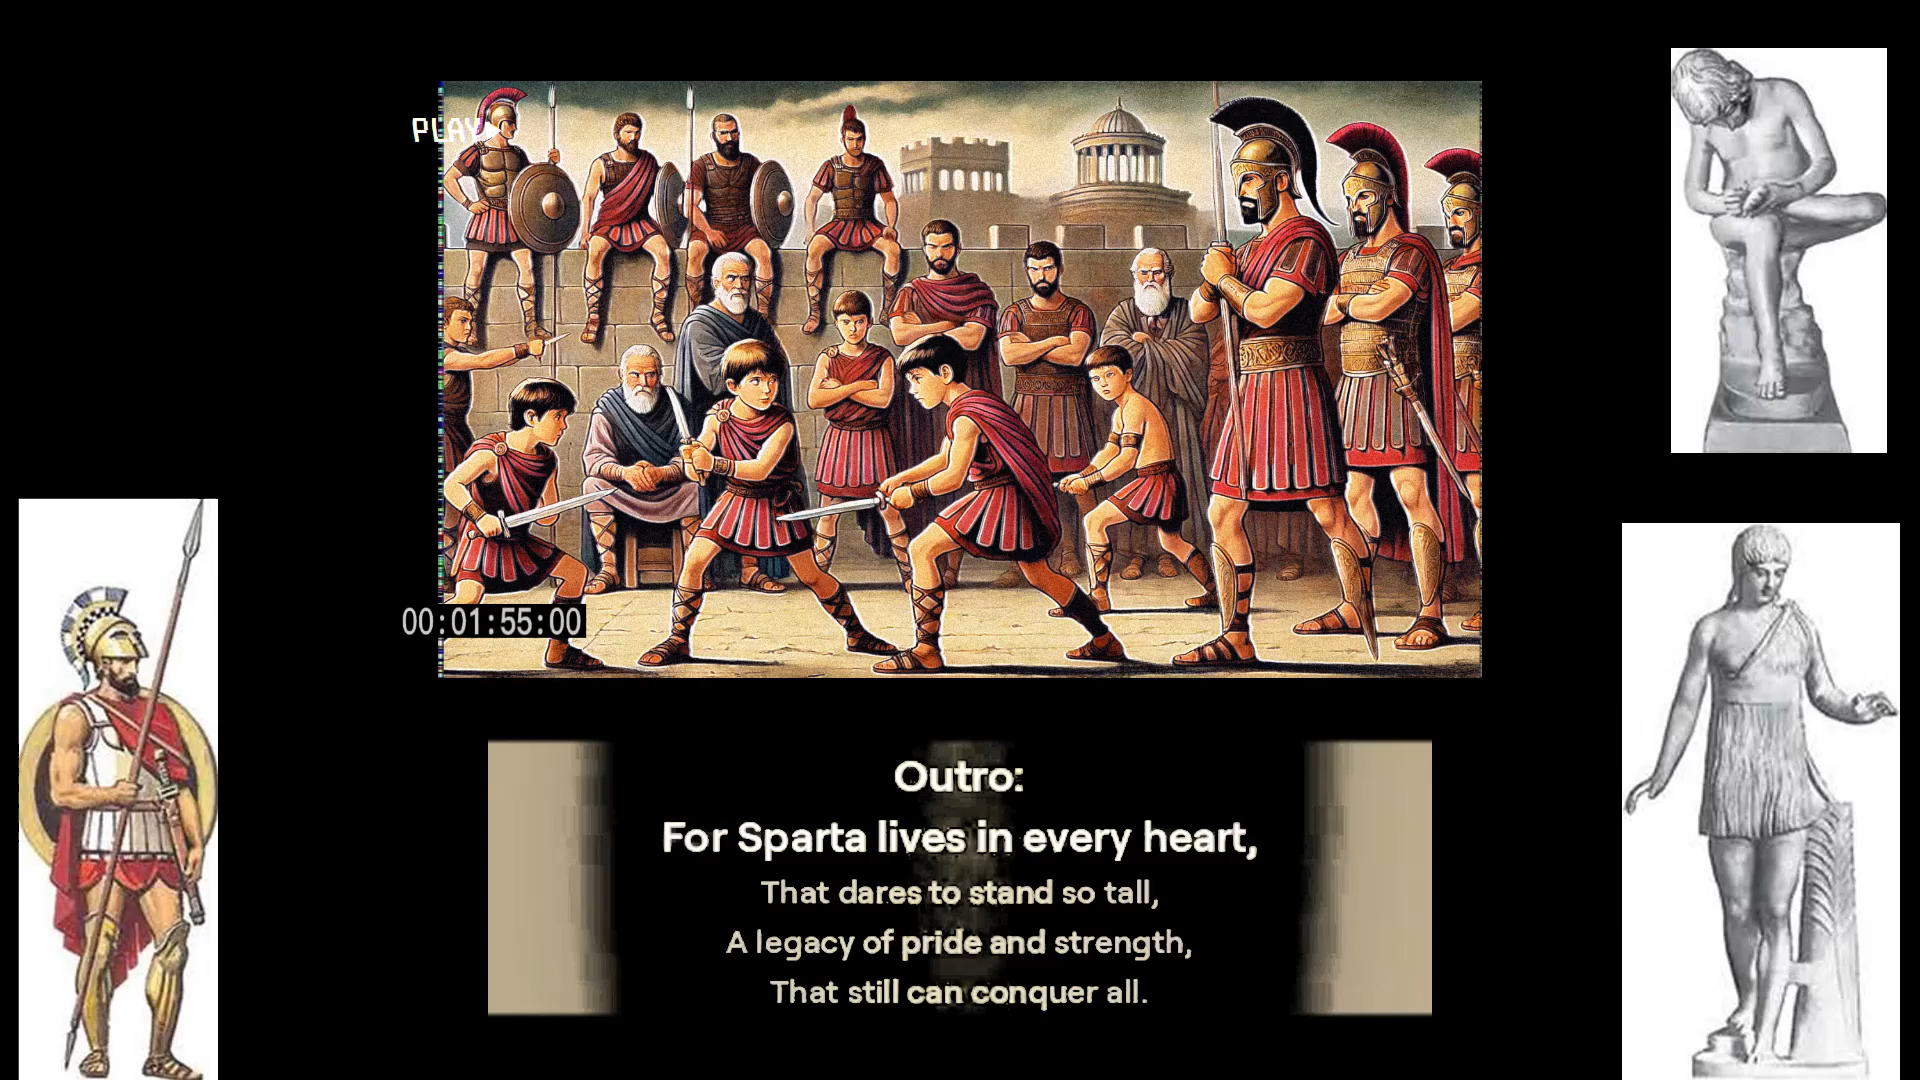 PLAY
00:01:55:00
Outro:
For Sparta lives in every heart,
That dares to stand so tall,
A legacy of pride and strength,
That still can conquer all.